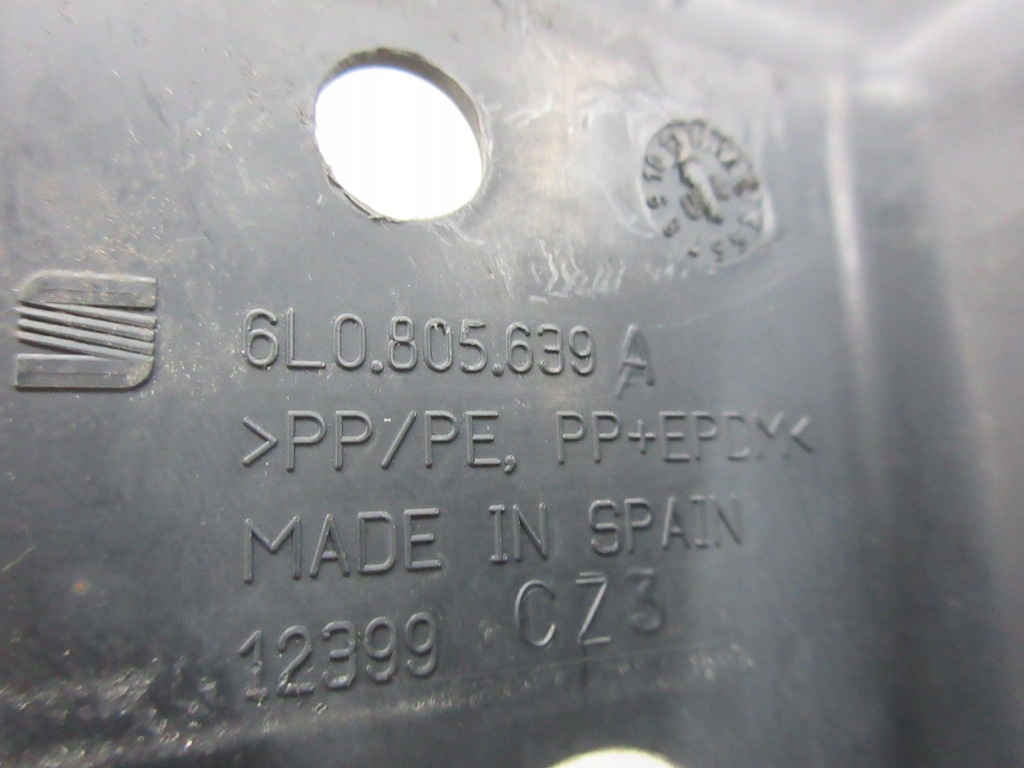 6L0.805.639 A
>PP/PE, PP+EPDM<
MADE IN SPAIN
12399 CZ3